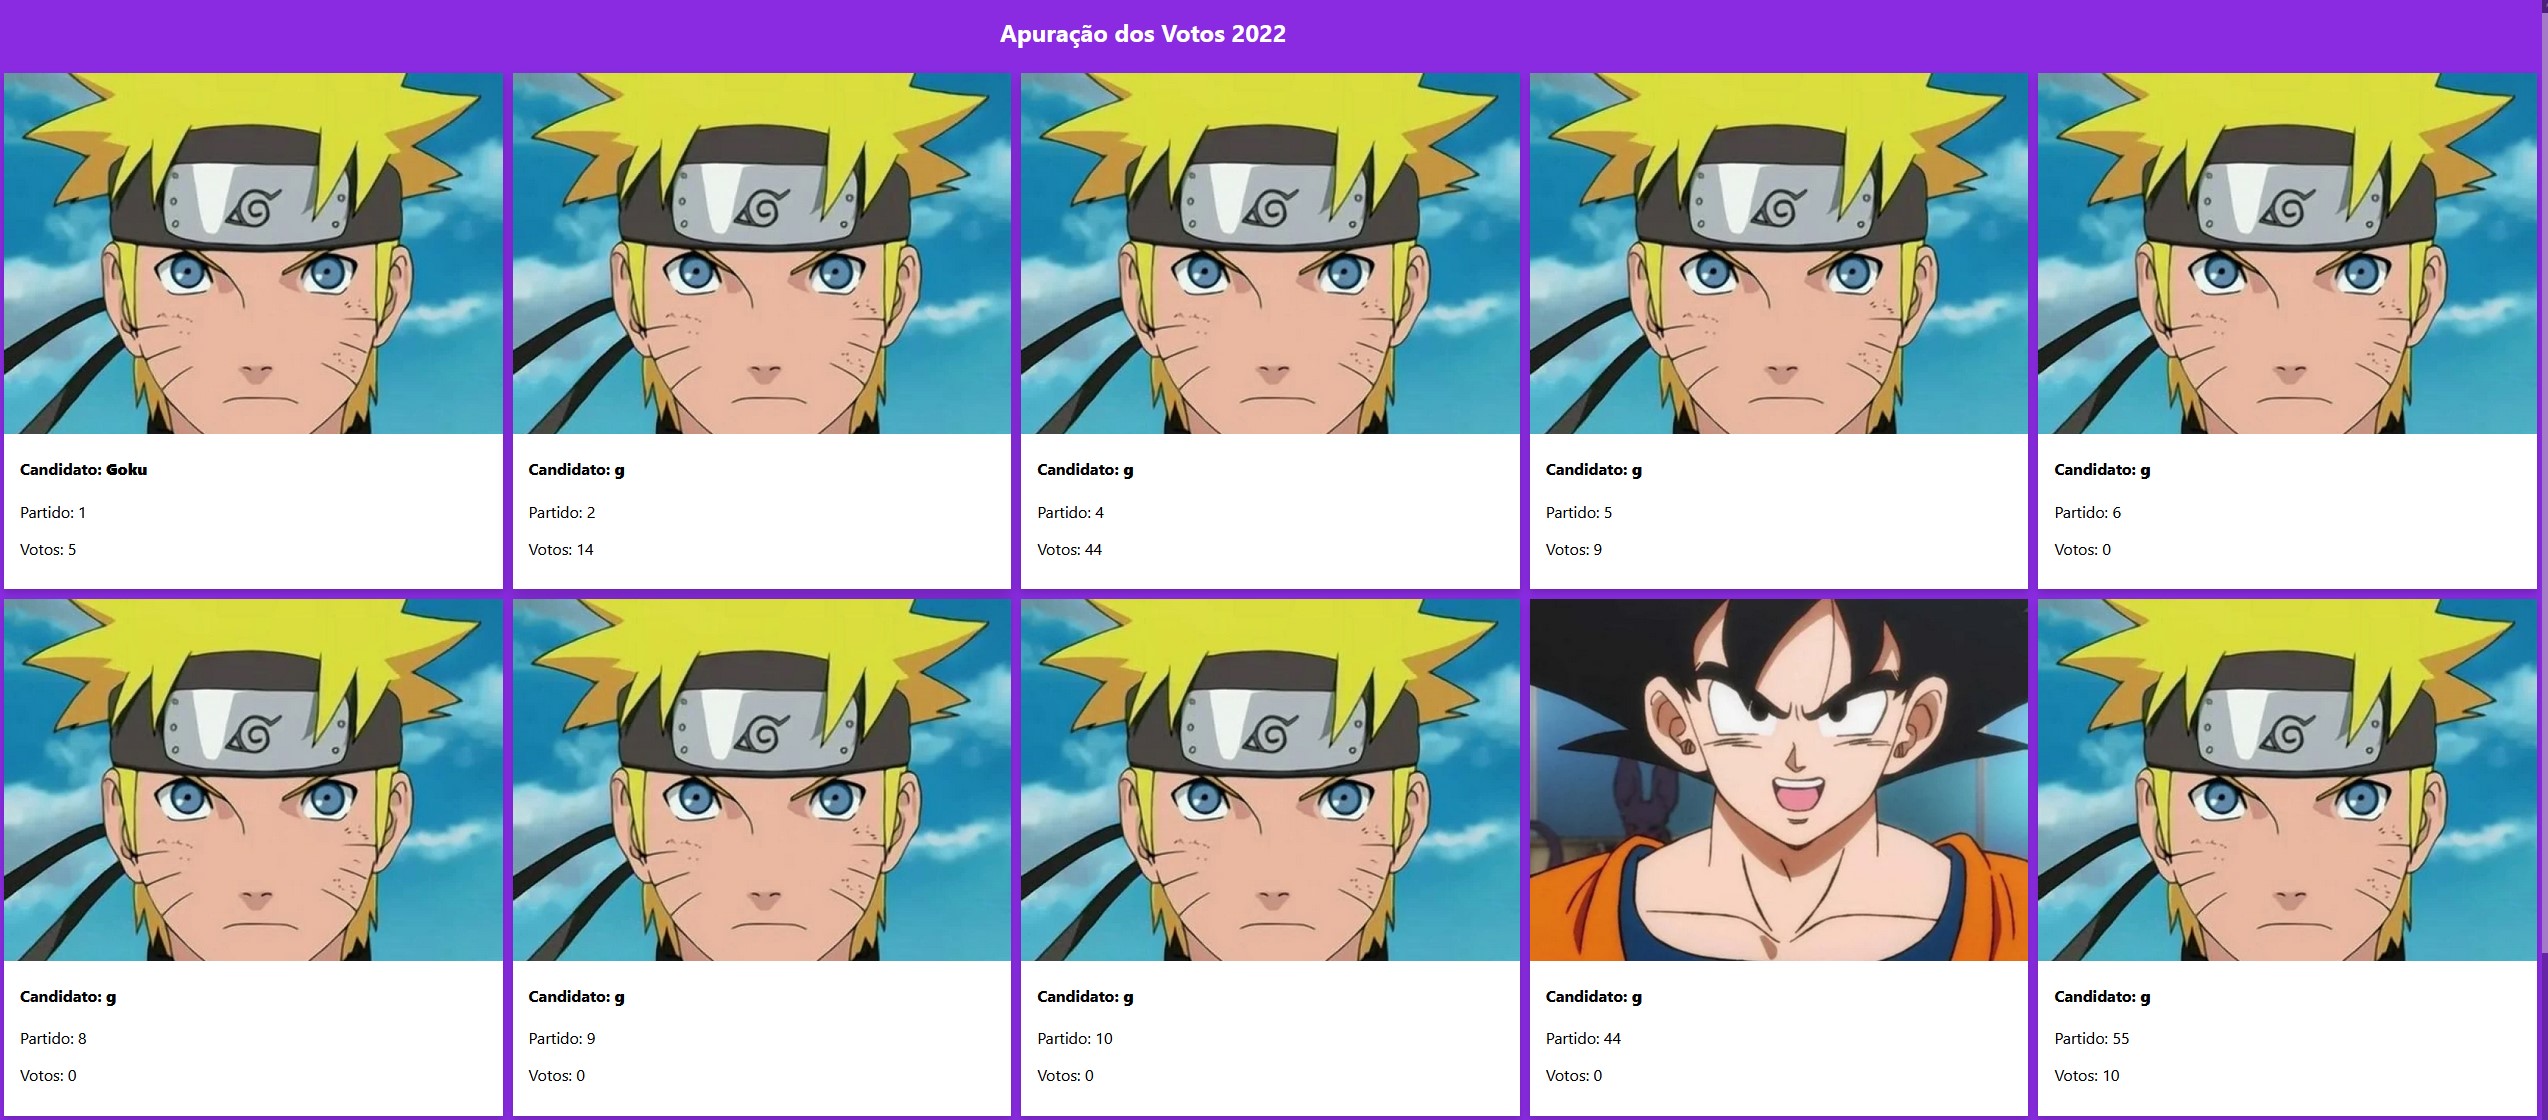 Apuração dos Votos 2022
Candidato: Goku
Partido: 1
Votos: 5
Candidato: g
Partido: 2
Votos: 14
Candidato: g
Partido: 4
Votos: 44
Candidato: g
Partido: 5
Votos: 9
Candidato: g
Partido: 6
Votos: 0
Candidato: g
Partido: 8
Votos: 0
Candidato: g
Partido: 9
Votos: 0
Candidato: g
Partido: 10
Votos: 0
Candidato: g
Partido: 44
Votos: 0
Candidato: g
Partido: 55
Votos: 10